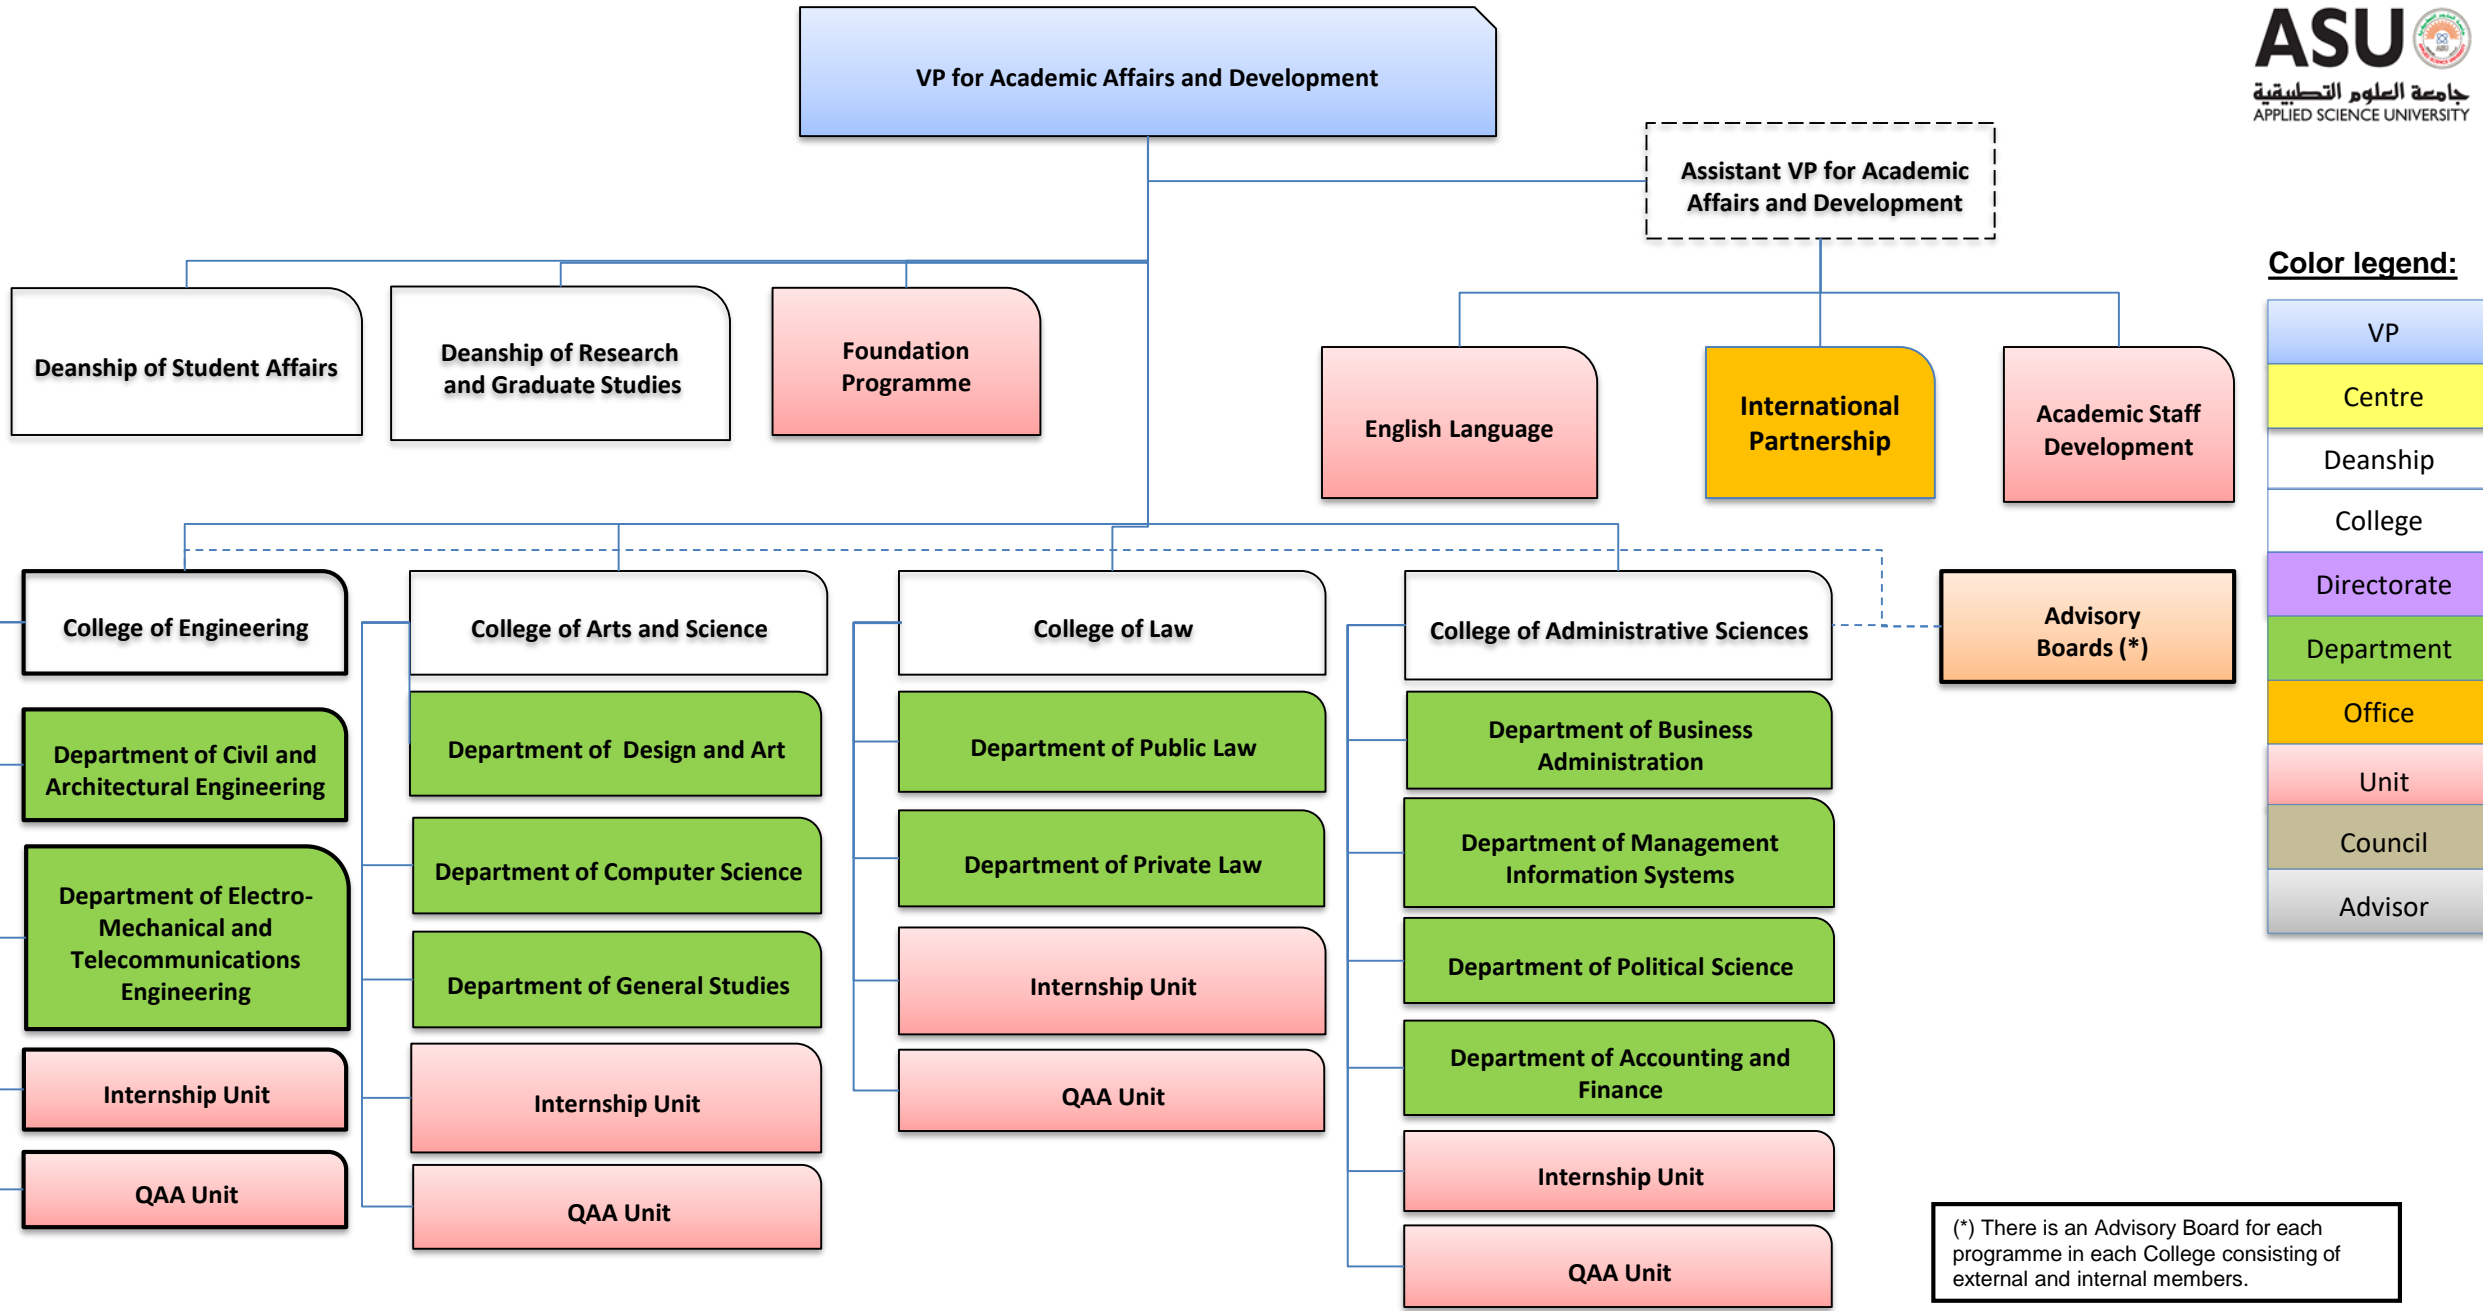 VP for Academic Affairs and Development
ASU
جامعة العلوم التطبيقية
APPLIED SCIENCE UNIVERSITY
Assistant VP for Academic
Affairs and Development
Deanship of Student Affairs
Deanship of Research
and Graduate Studies
Foundation
Programme
English Language
International
Partnership
Academic Staff
Development
Color legend:
VP
Centre
Deanship
College
Directorate
Department
Office
Unit
Council
Advisor
College of Engineering
Department of Civil and
Architectural Engineering
Department of Electro-
Mechanical and
Telecommunications
Engineering
Internship Unit
QAA Unit
College of Arts and Science
Department of  Design and Art
Department of Computer Science
Department of General Studies
Internship Unit
QAA Unit
College of Law
Department of Public Law
Department of Private Law
Internship Unit
QAA Unit
College of Administrative Sciences
Department of Business
Administration
Department of Management
Information Systems
Department of Political Science
Department of Accounting and
Finance
Internship Unit
QAA Unit
Advisory
Boards (*)
(*) There is an Advisory Board for each
programme in each College consisting of
external and internal members.